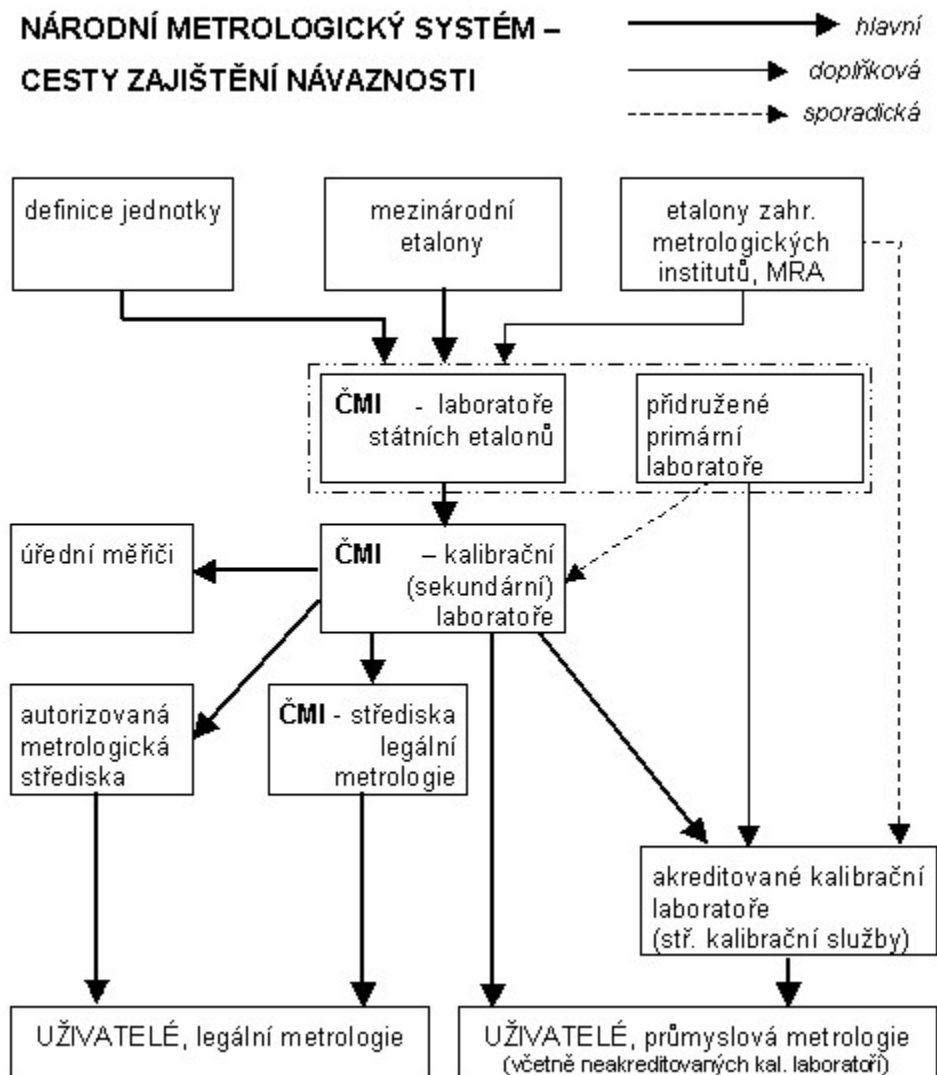 NÁRODNÍ METROLOGICKÝ SYSTÉM –
CESTY ZAJIŠTĚNÍ NÁVAZNOSTI
hlavní
doplňková
sporadická
definice jednotky
mezinárodní
etalony
etalony zahr.
metrologických
institutů, MRA
ČMI - laboratoře
státních etalonů
přidružené
primární
laboratoře
úřední měřiči
ČMI – kalibrační
(sekundární)
laboratoře
autorizovaná
metrologická
střediska
ČMI - střediska
legální
metrologie
akreditované kalibrační
laboratoře
(stř. kalibrační služby)
UŽIVATELÉ, legální metrologie
UŽIVATELÉ, průmyslová metrologie
(včetně neakreditovaných kal. laboratoří)